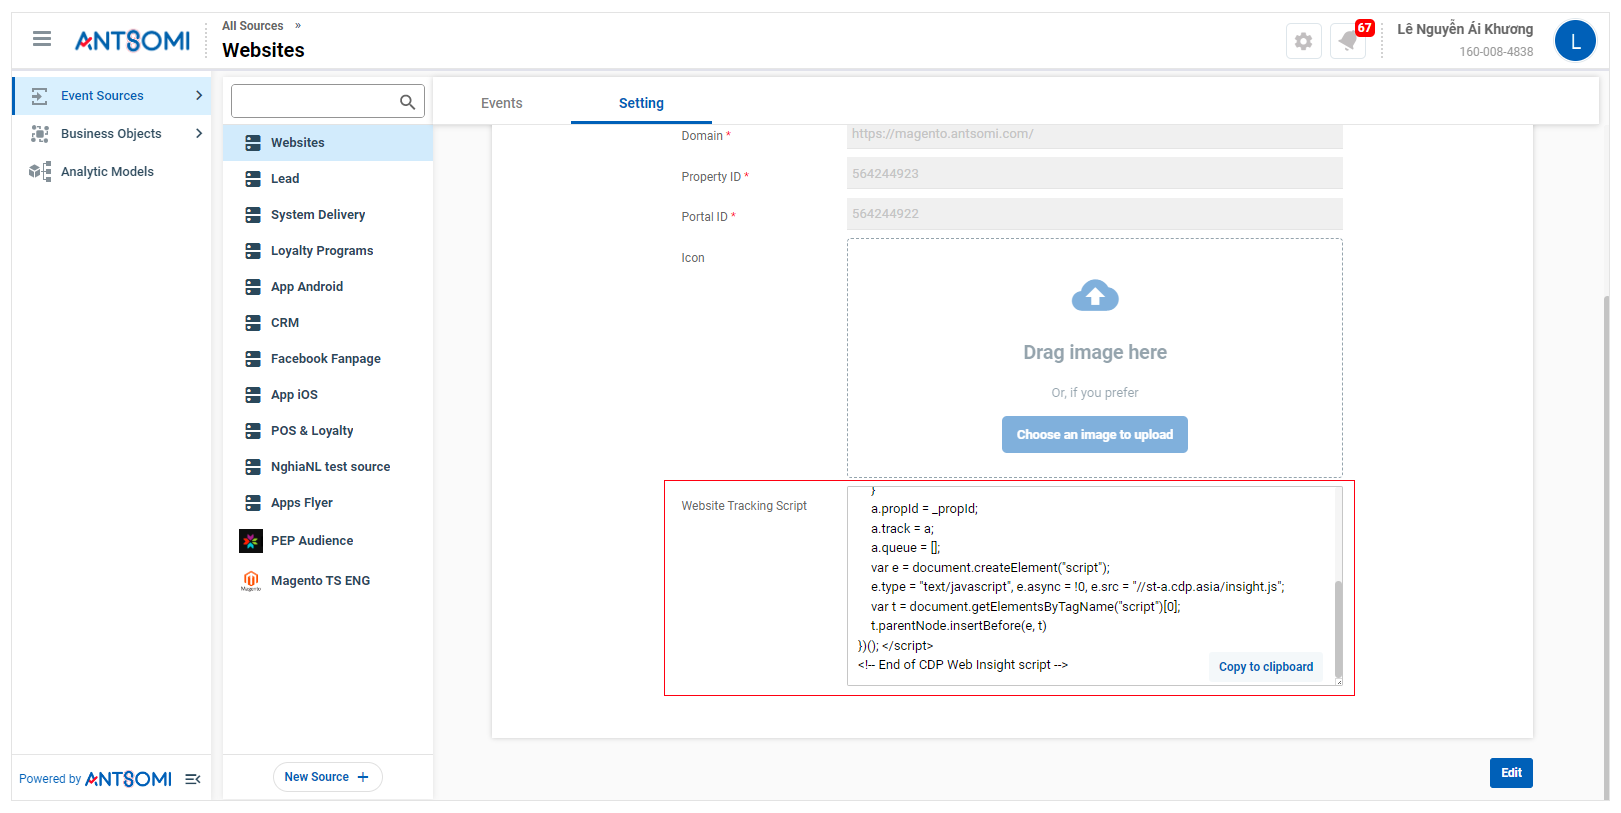 ANTSOMI
All Sources »
Websites
67
Lê Nguyễn Ái Khương
160-008-4838
L
Event Sources
Business Objects
Analytic Models
Powered by ANTSOMI
Websites
Lead
System Delivery
Loyalty Programs
App Android
CRM
Facebook Fanpage
App iOS
POS & Loyalty
NghiaNL test source
Apps Flyer
PEP Audience
Magento
Magento TS ENG
New Source +
Events
Setting
Domain *
https://magento.antsomi.com/
Property ID *
564244923
Portal ID *
564244922
Icon
Drag image here
Or, if you prefer
Choose an image to upload
Website Tracking Script
}
a.propId = _propId;
a.track = a;
a.queue = [];
var e = document.createElement("script");
e.type = "text/javascript", e.async = !0, e.src = "//st-a.cdp.asia/insight.js";
var t = document.getElementsByTagName("script")[0];
t.parentNode.insertBefore(e, t)
})(); </script>
<!-- End of CDP Web Insight script -->
Copy to clipboard
Edit